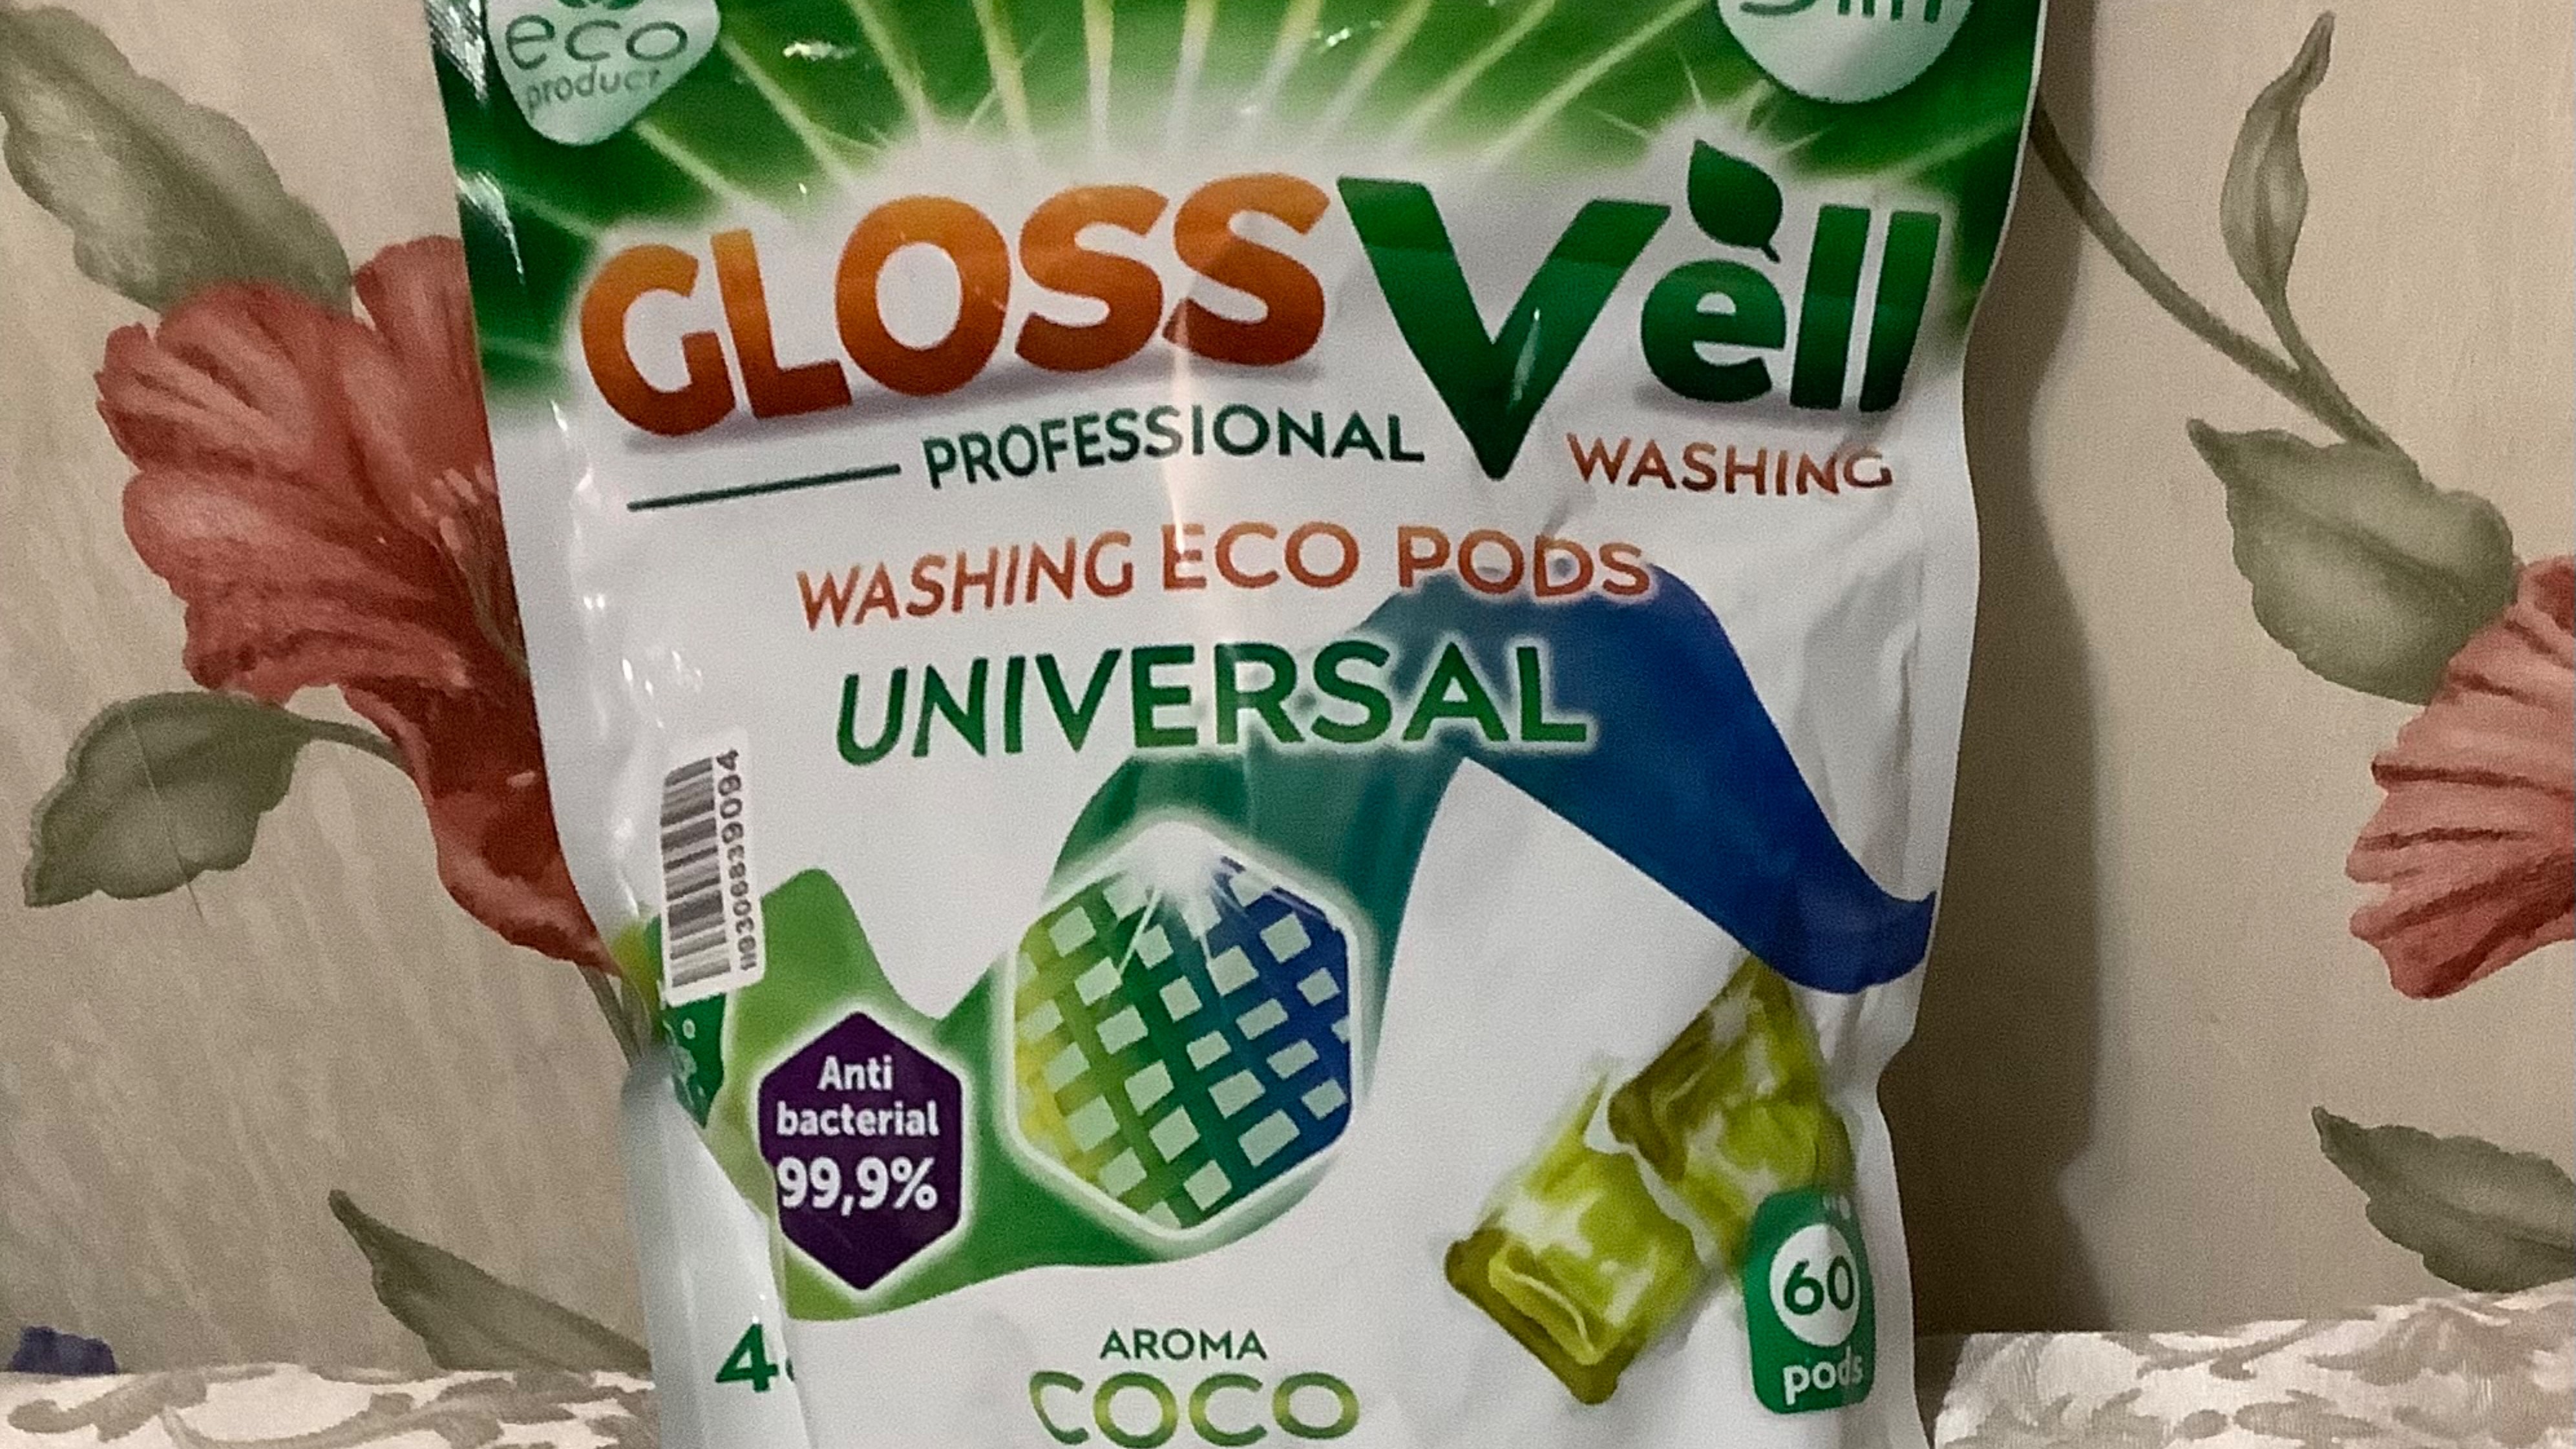 eco
product
GLOSS Vell
PROFESSIONAL WASHING
WASHING ECO PODS
UNIVERSAL
Anti
bacterial
99,9%
60
pods
AROMA
COCO